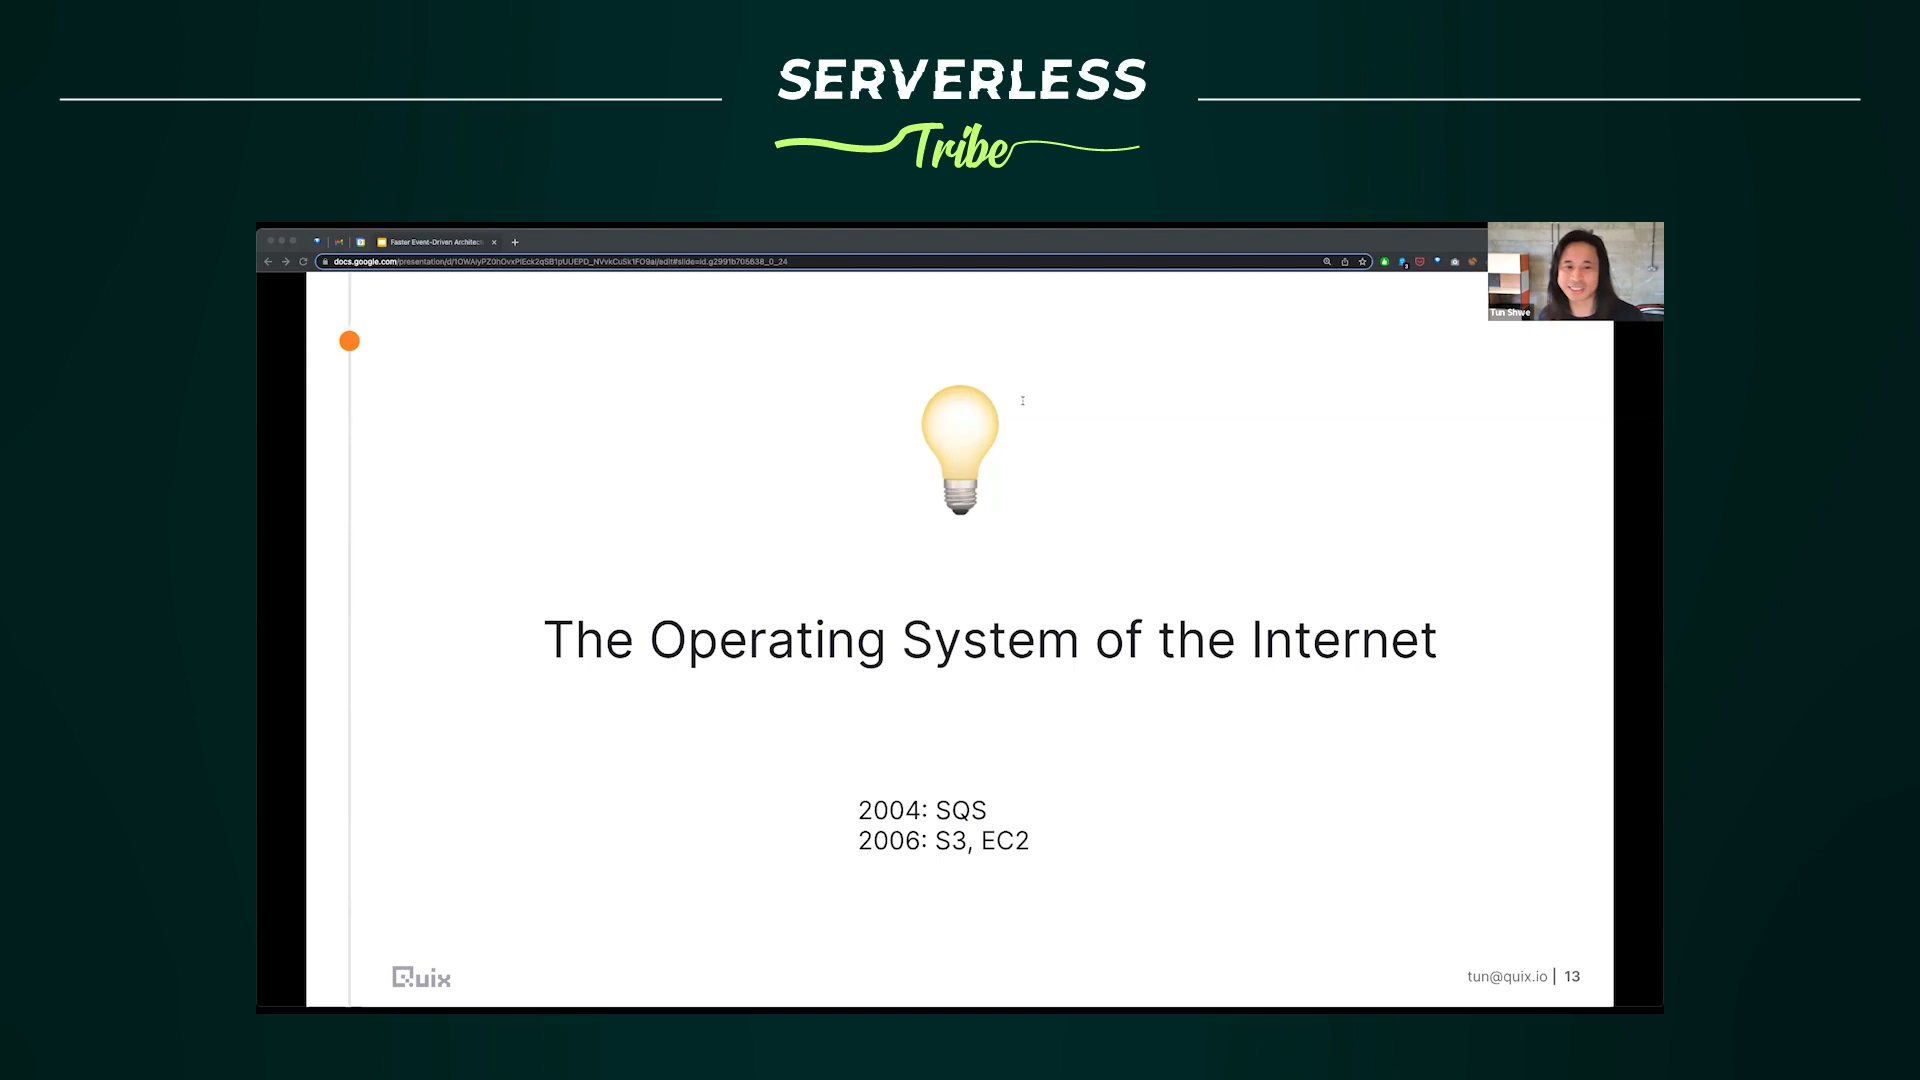 SERVERLESS
Tribe
Faster Event-Driven Architec
Tun Shwe
The Operating System of the Internet
2004: SQS
2006: S3, EC2
Quix
tun@quix.io | 13